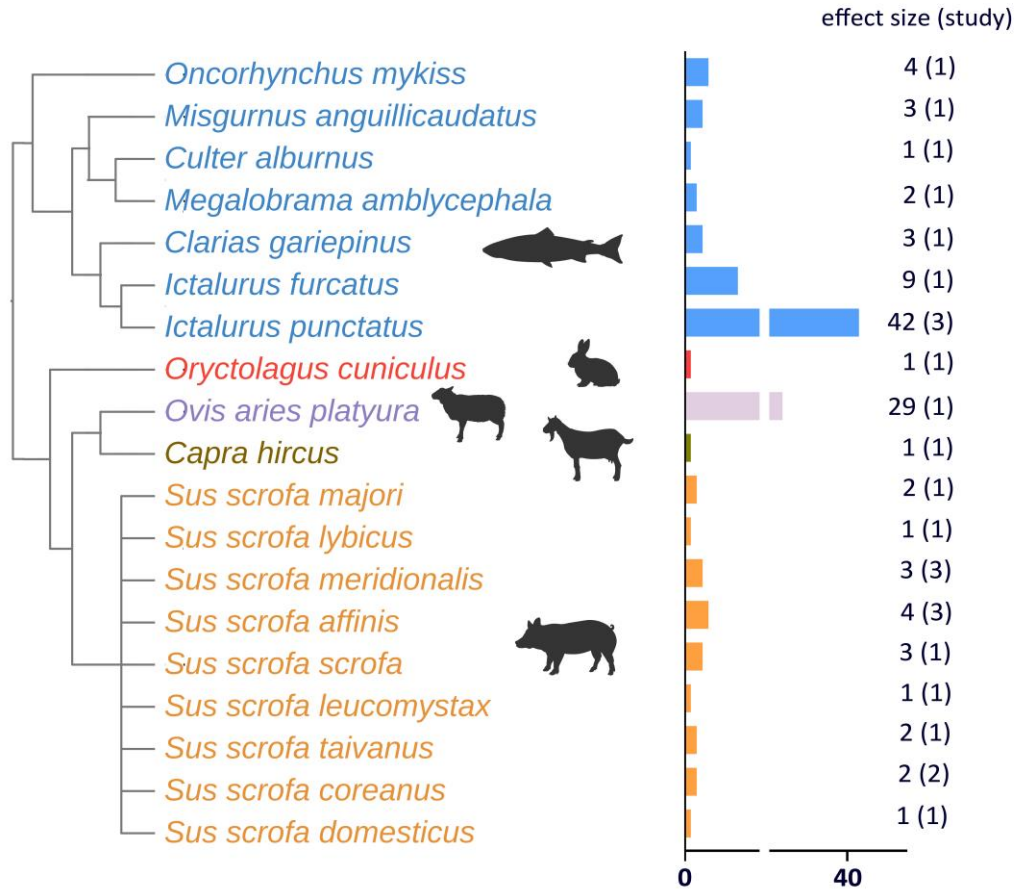 effect size (study)
Oncorhynchus mykiss 4 (1)
Misgurnus anguillicaudatus 3 (1)
Culter alburnus 1 (1)
Megalobrama amblycephala 2 (1)
Clarias gariepinus 3 (1)
Ictalurus furcatus 9 (1)
Ictalurus punctatus 42 (3)
Oryctolagus cuniculus 1 (1)
Ovis aries platyura 29 (1)
Capra hircus 1 (1)
Sus scrofa majori 2 (1)
Sus scrofa lybicus 1 (1)
Sus scrofa meridionalis 3 (3)
Sus scrofa affinis 4 (3)
Sus scrofa scrofa 3 (1)
Sus scrofa leucomystax 1 (1)
Sus scrofa taivanus 2 (1)
Sus scrofa coreanus 2 (2)
Sus scrofa domesticus 1 (1)
0 40